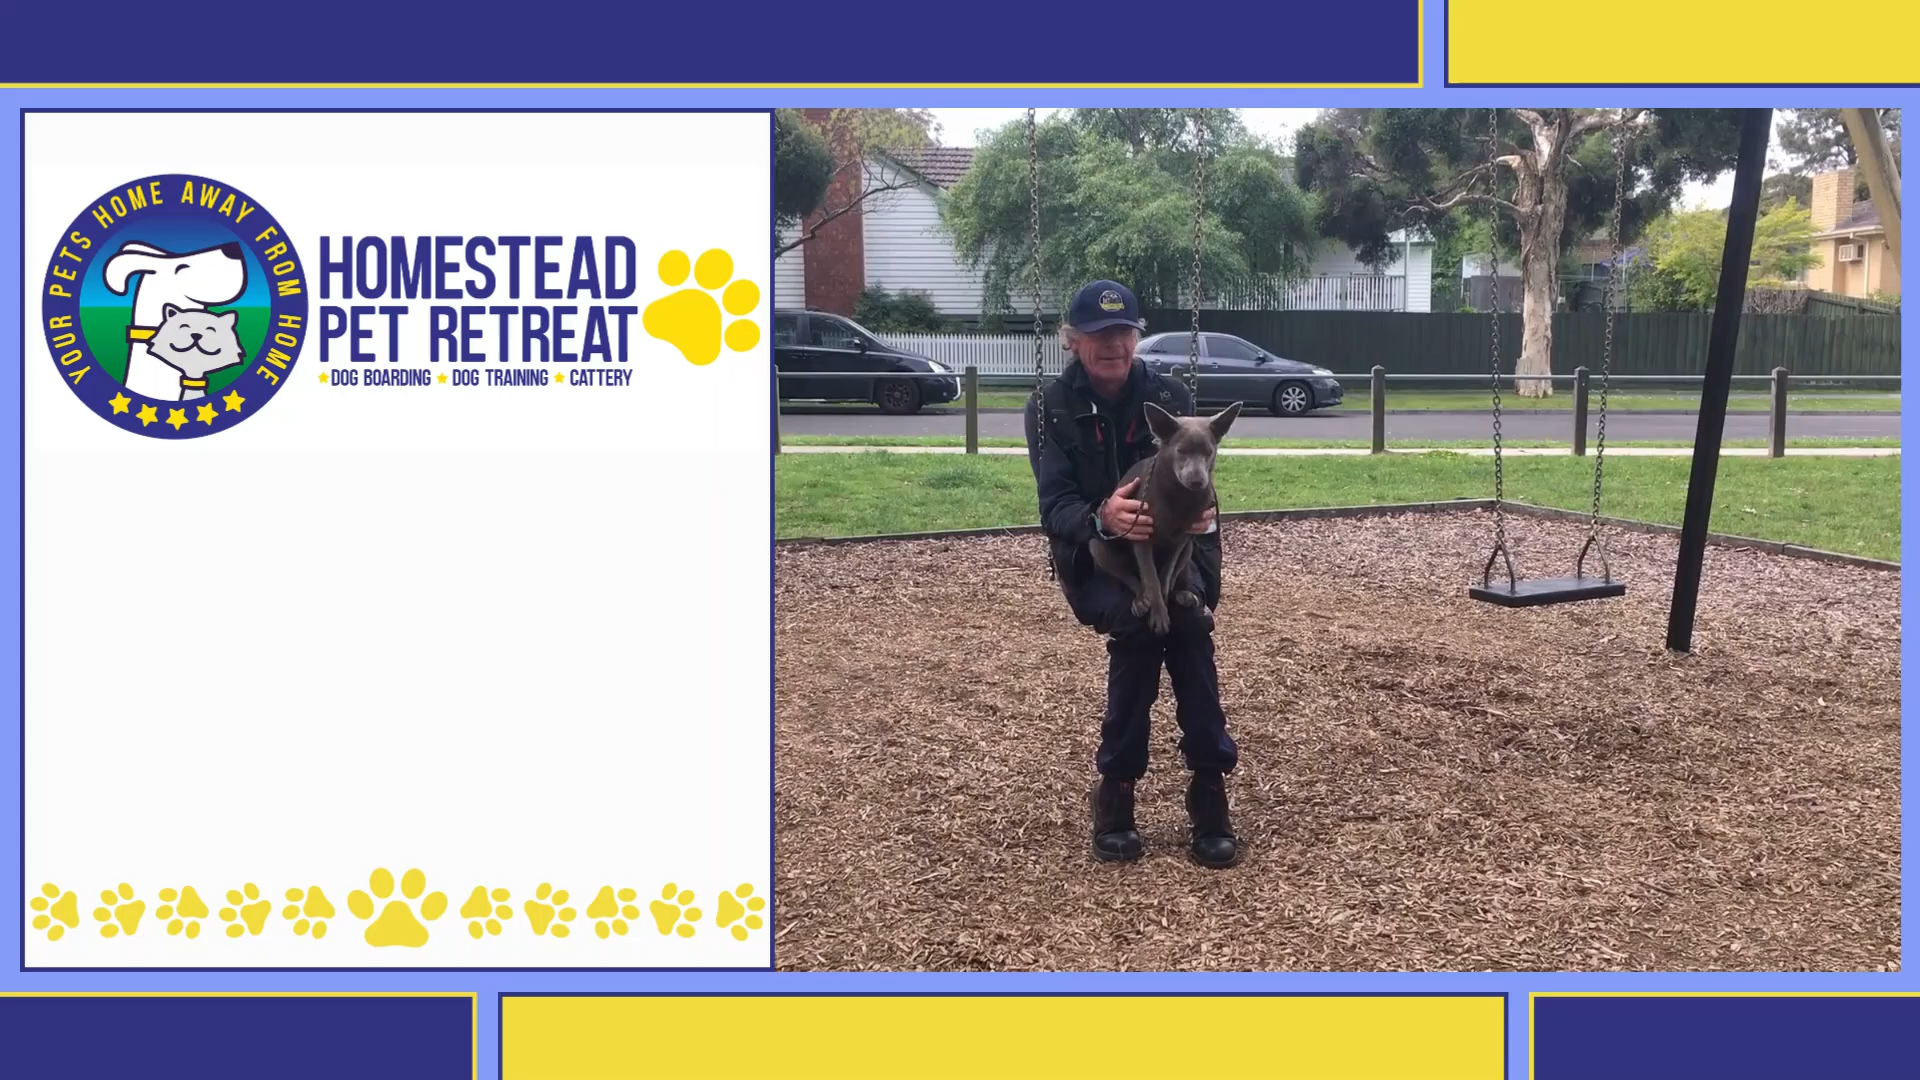 YOUR PETS HOME AWAY FROM HOME
HOMESTEAD
PET RETREAT
DOG BOARDING DOG TRAINING CATTERY